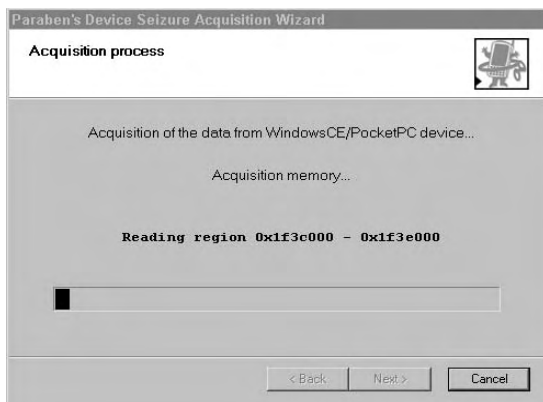 Paraben's Device Seizure Acquisition Wizard
Acquisition process
Acquisition of the data from WindowsCE/PocketPC device...
Acquisition memory...
Reading region 0x1f3c000 - 0x1f3e000
< Back Next > Cancel